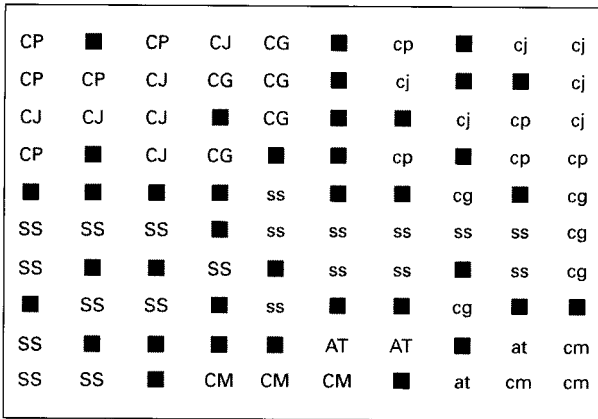 CP ■ CP CJ CG ■ cp ■ cj cj
CP CP CJ CG CG ■ cj ■ ■ cj
CJ CJ CJ ■ CG ■ ■ cj cp cj
CP ■ CJ CG ■ ■ cp ■ cp cp
■ ■ ■ ■ ss ■ ■ cg ■ cg
SS SS SS ■ ss ss ss ss ss cg
SS ■ ■ SS ■ ss ss ■ ss cg
■ SS SS ■ ss ■ ■ cg ■ ■
SS ■ ■ ■ ■ AT AT ■ at cm
SS SS ■ CM CM CM ■ at cm cm